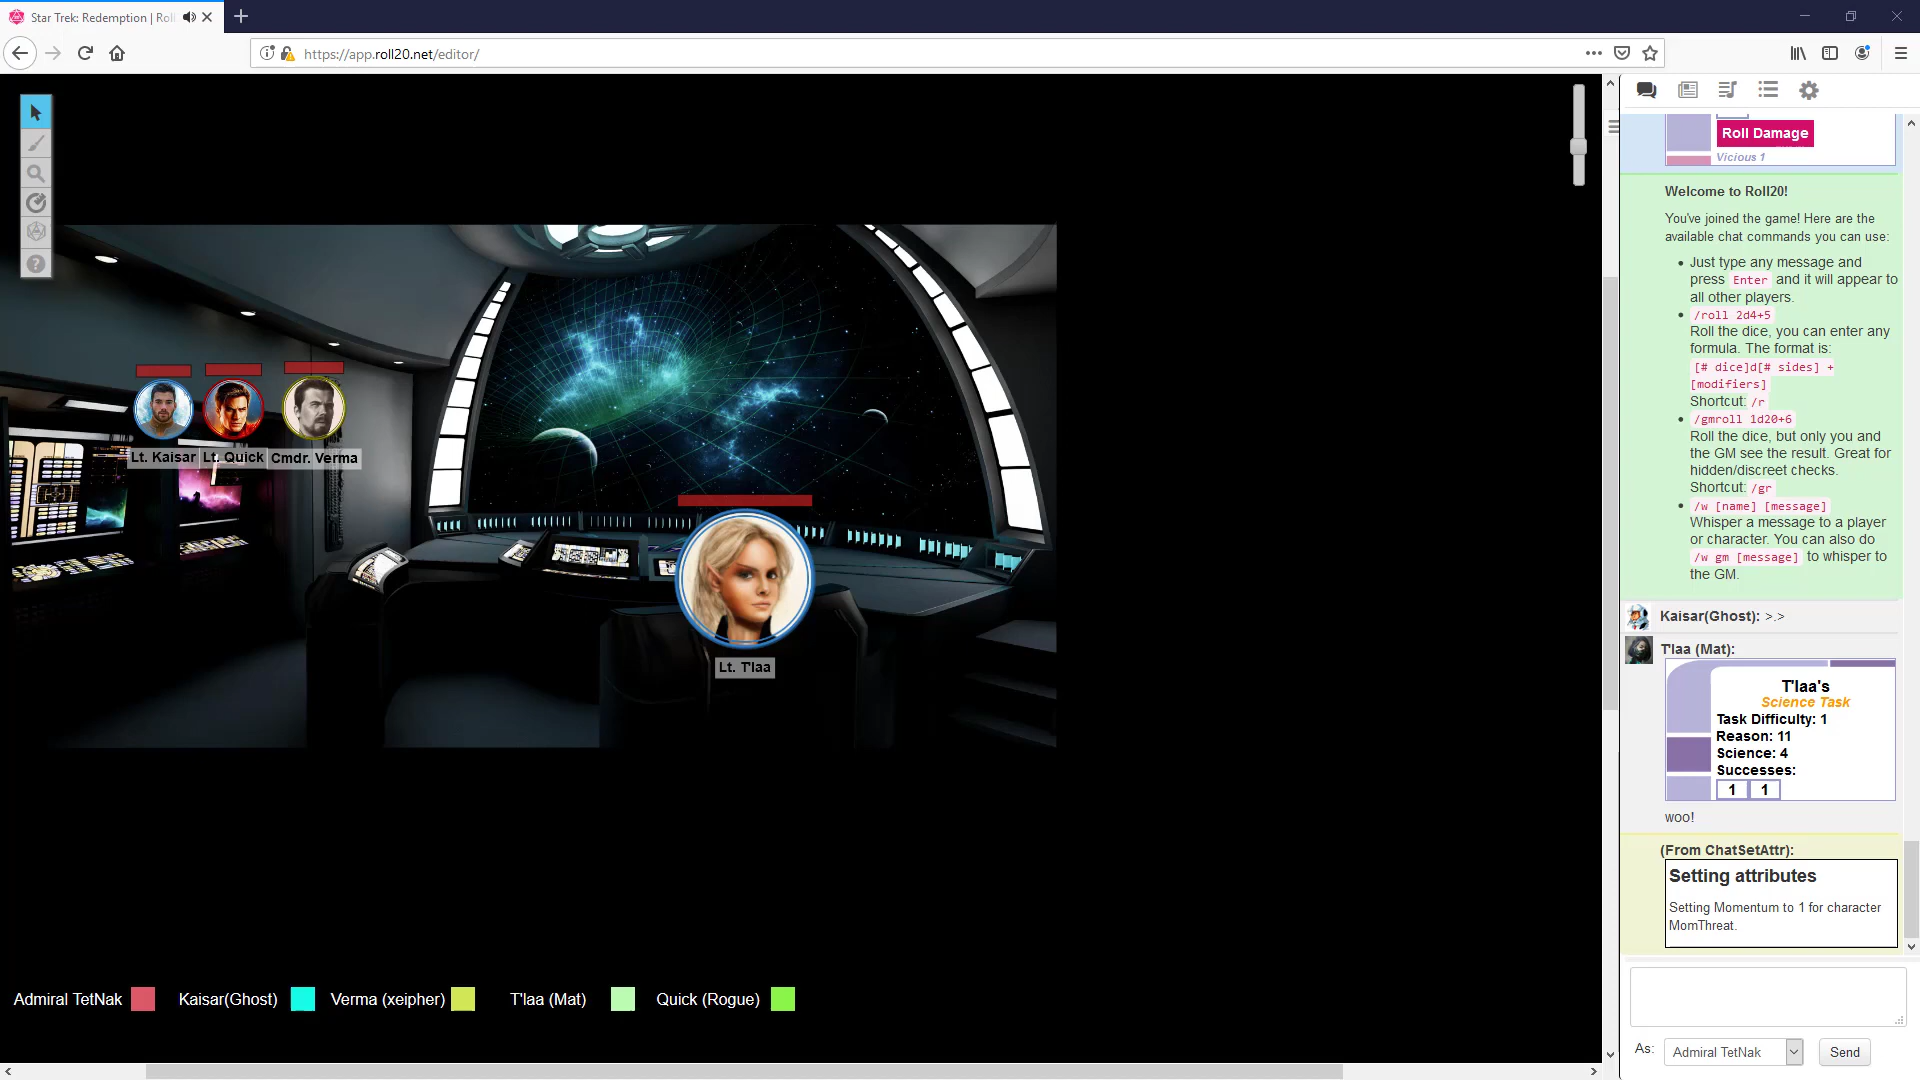 Star Trek: Redemption | Rol
https://app.roll20.net/editor/
Lt. Kaisar
Lt. Quick
Cmdr. Verma
Lt. T'laa
Admiral TetNak
Kaisar(Ghost)
Verma (xeipher)
T'laa (Mat)
Quick (Rogue)
Roll Damage
Vicious 1
Welcome to Roll20!
You've joined the game! Here are the
available chat commands you can use:
• Just type any message and
press Enter and it will appear to
all other players.
• /roll 2d4+5
Roll the dice, you can enter any
formula. The format is:
[# dice]d[# sides] +
[modifiers]
Shortcut: /r
• /gmroll 1d20+6
Roll the dice, but only you and
the GM see the result. Great for
hidden/discreet checks.
Shortcut: /gr
• /w [name] [message]
Whisper a message to a player
or character. You can also do
/w gm [message] to whisper to
the GM.
Kaisar(Ghost): >.>
T'laa (Mat):
T'laa's
Science Task
Task Difficulty: 1
Reason: 11
Science: 4
Successes:
1 1
woo!
(From ChatSetAttr):
Setting attributes
Setting Momentum to 1 for character
MomThreat.
As: Admiral TetNak Send